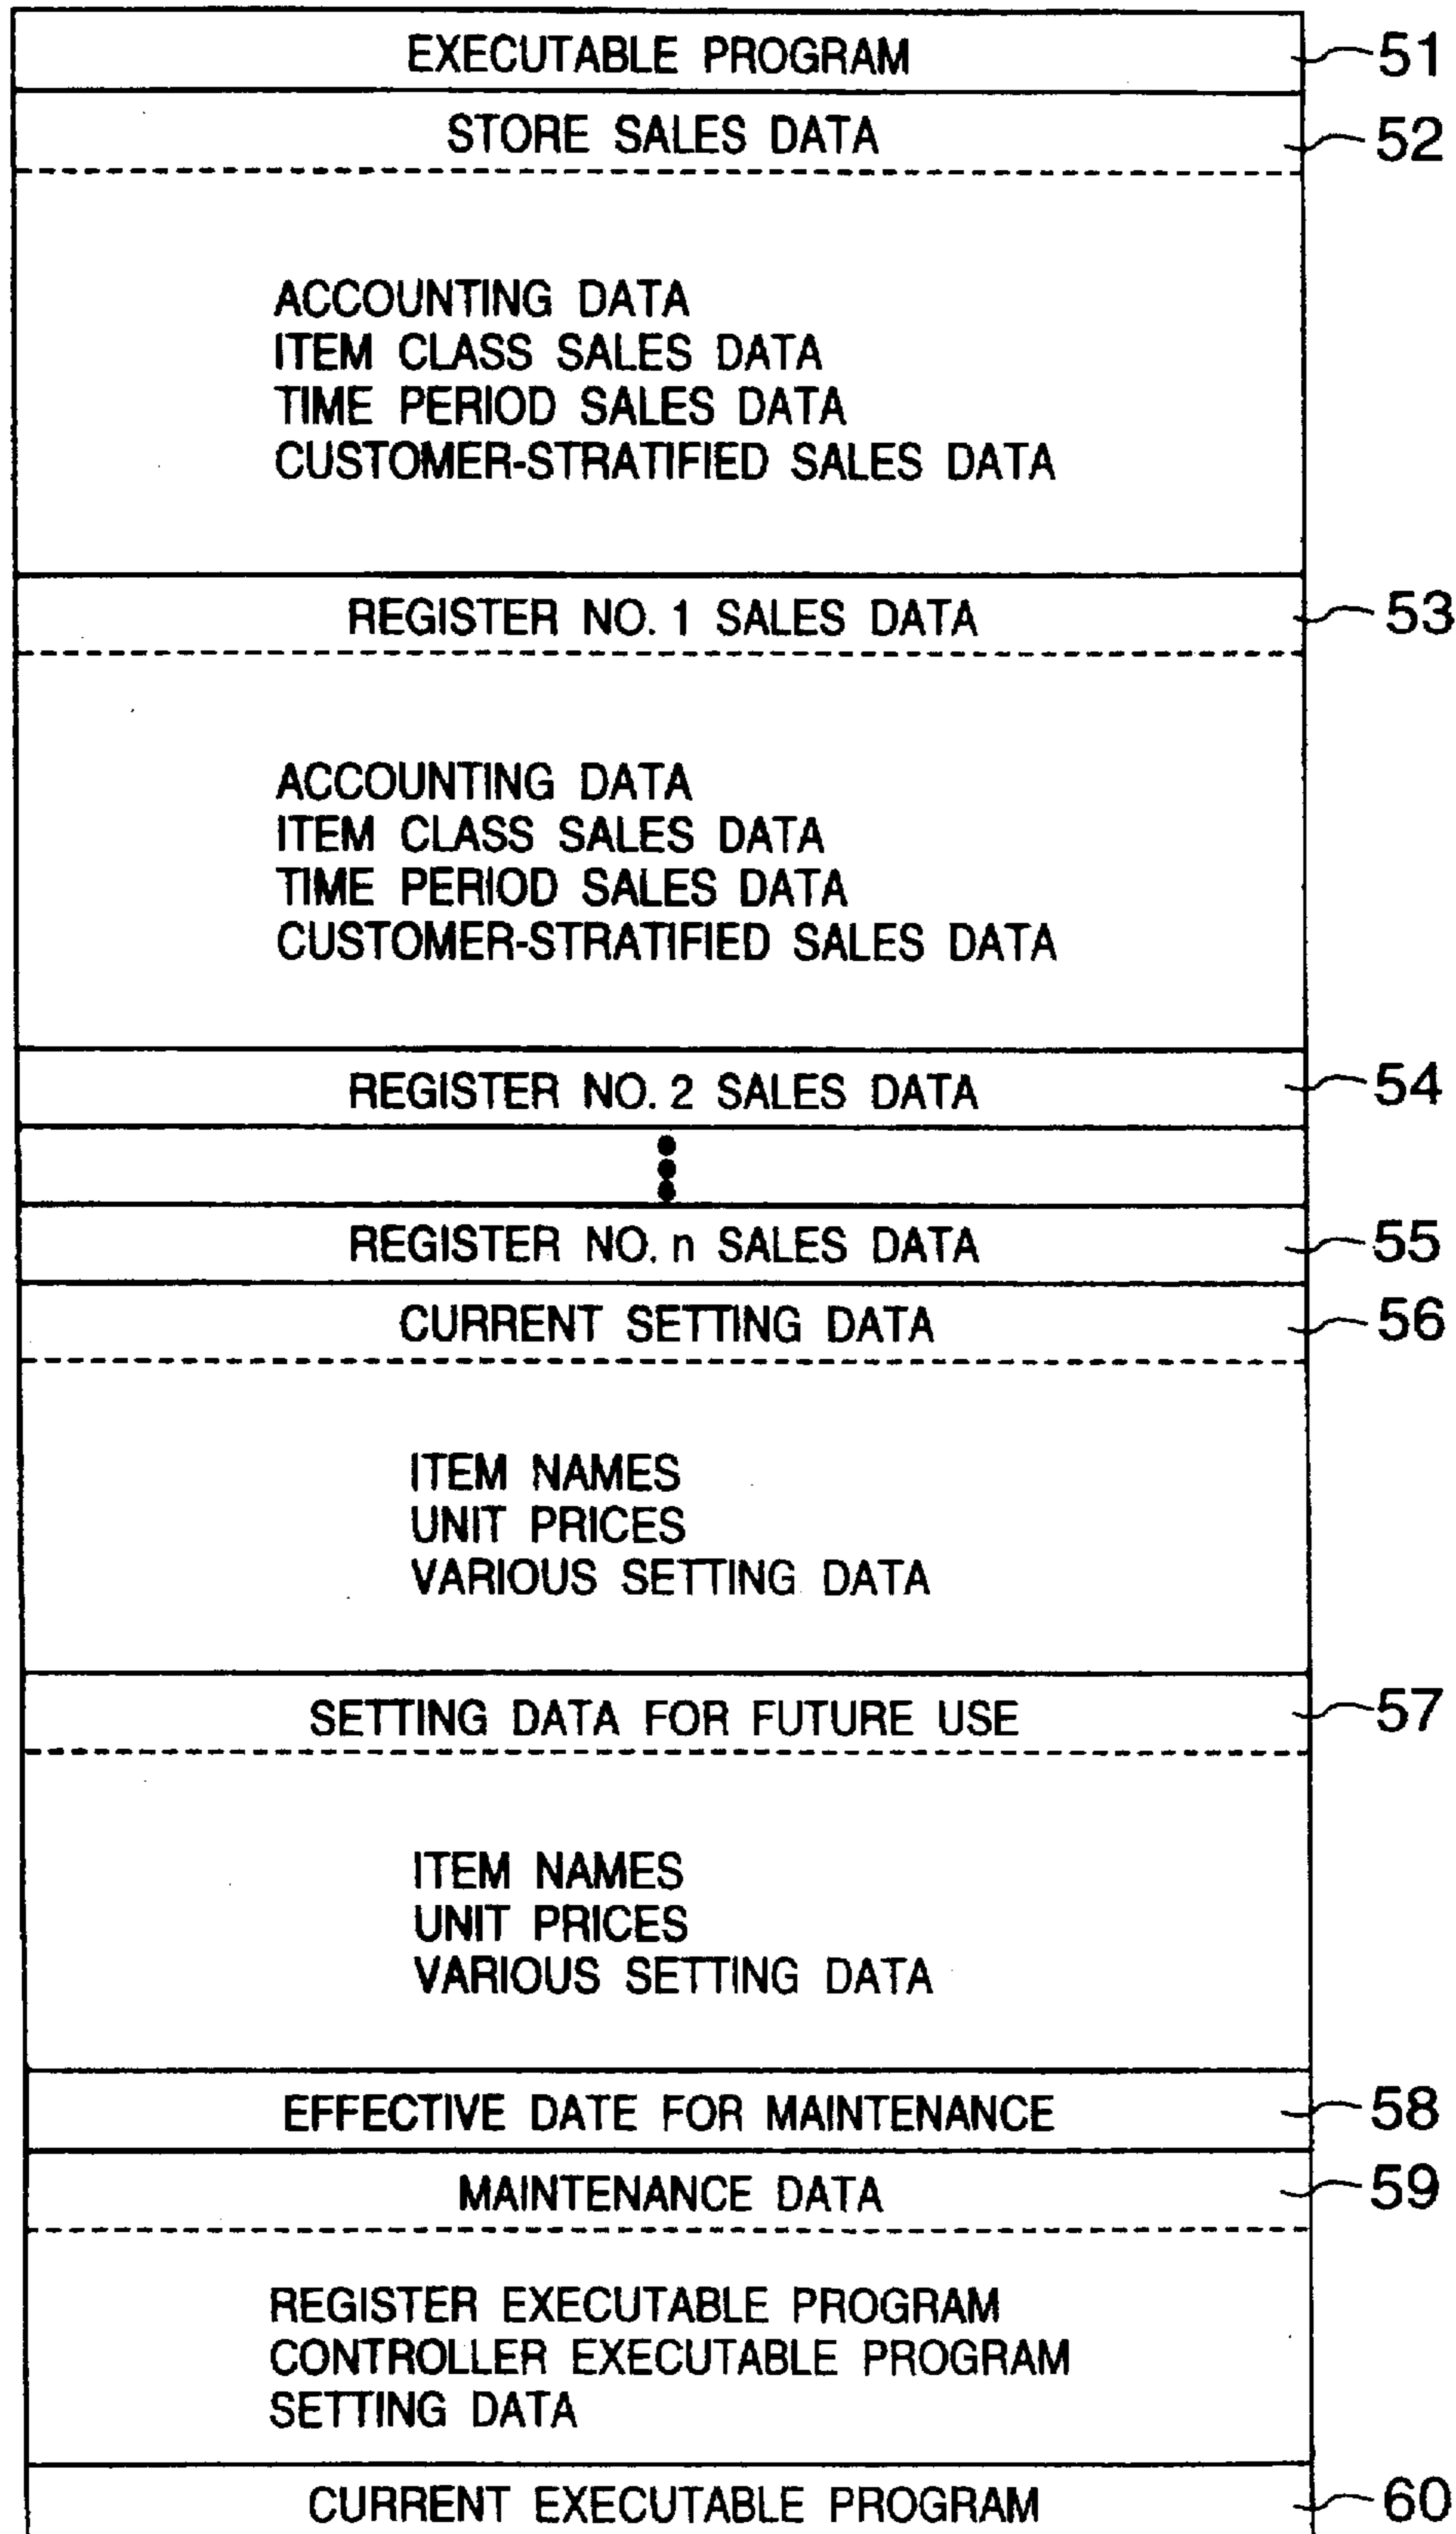 EXECUTABLE PROGRAM 51
STORE SALES DATA 52
ACCOUNTING DATA
ITEM CLASS SALES DATA
TIME PERIOD SALES DATA
CUSTOMER-STRATIFIED SALES DATA
REGISTER NO. 1 SALES DATA 53
ACCOUNTING DATA
ITEM CLASS SALES DATA
TIME PERIOD SALES DATA
CUSTOMER-STRATIFIED SALES DATA
REGISTER NO. 2 SALES DATA 54
REGISTER NO. n SALES DATA 55
CURRENT SETTING DATA 56
ITEM NAMES
UNIT PRICES
VARIOUS SETTING DATA
SETTING DATA FOR FUTURE USE 57
ITEM NAMES
UNIT PRICES
VARIOUS SETTING DATA
EFFECTIVE DATE FOR MAINTENANCE 58
MAINTENANCE DATA 59
REGISTER EXECUTABLE PROGRAM
CONTROLLER EXECUTABLE PROGRAM
SETTING DATA
CURRENT EXECUTABLE PROGRAM 60